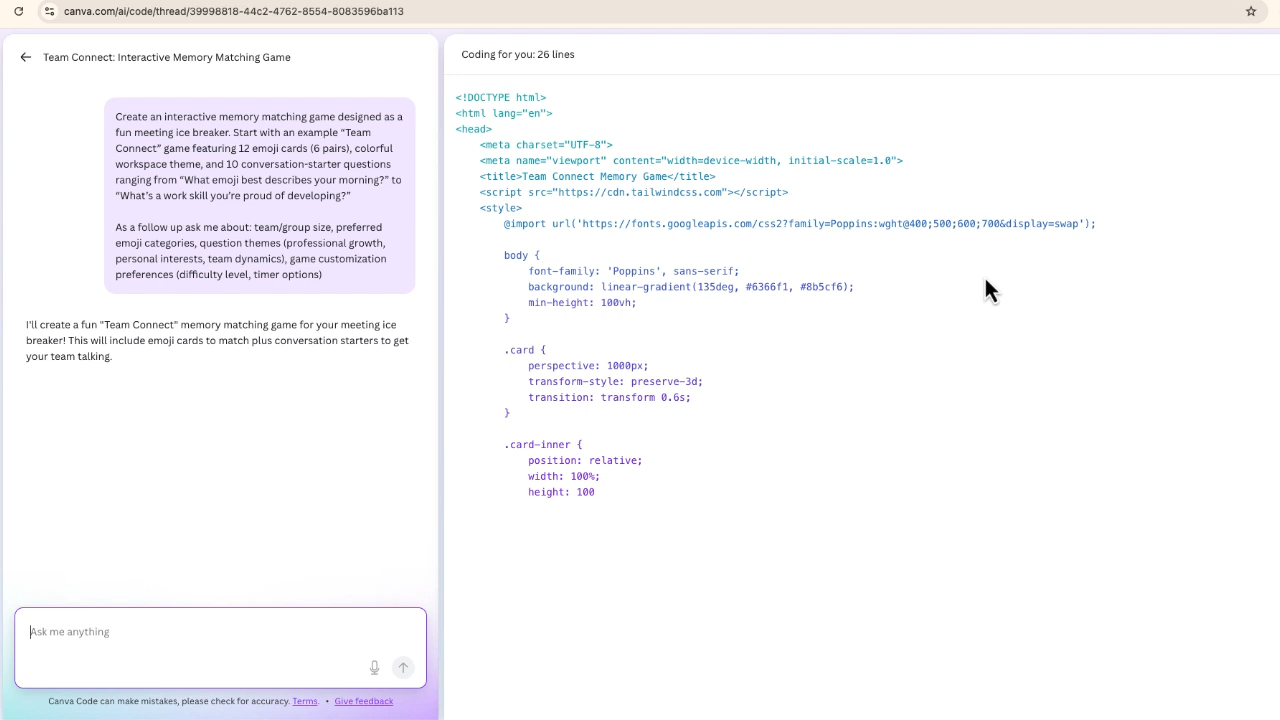 canva.com/ai/code/thread/39998818-44c2-4762-8554-8083596ba113
Team Connect: Interactive Memory Matching Game
Create an interactive memory matching game designed as a
fun meeting ice breaker. Start with an example “Team
Connect” game featuring 12 emoji cards (6 pairs), colorful
workspace theme, and 10 conversation-starter questions
ranging from “What emoji best describes your morning?” to
“What’s a work skill you’re proud of developing?”
As a follow up ask me about: team/group size, preferred
emoji categories, question themes (professional growth,
personal interests, team dynamics), game customization
preferences (difficulty level, timer options)
I'll create a fun "Team Connect" memory matching game for your meeting ice
breaker! This will include emoji cards to match plus conversation starters to get
your team talking.
Ask me anything
Canva Code can make mistakes, please check for accuracy. Terms. • Give feedback
Coding for you: 26 lines
<!DOCTYPE html>
<html lang="en">
<head>
    <meta charset="UTF-8">
    <meta name="viewport" content="width=device-width, initial-scale=1.0">
    <title>Team Connect Memory Game</title>
    <script src="https://cdn.tailwindcss.com"></script>
    <style>
        @import url('https://fonts.googleapis.com/css2?family=Poppins:wght@400;500;600;700&display=swap');
        body {
            font-family: 'Poppins', sans-serif;
            background: linear-gradient(135deg, #6366f1, #8b5cf6);
            min-height: 100vh;
        }
        .card {
            perspective: 1000px;
            transform-style: preserve-3d;
            transition: transform 0.6s;
        }
        .card-inner {
            position: relative;
            width: 100%;
            height: 100